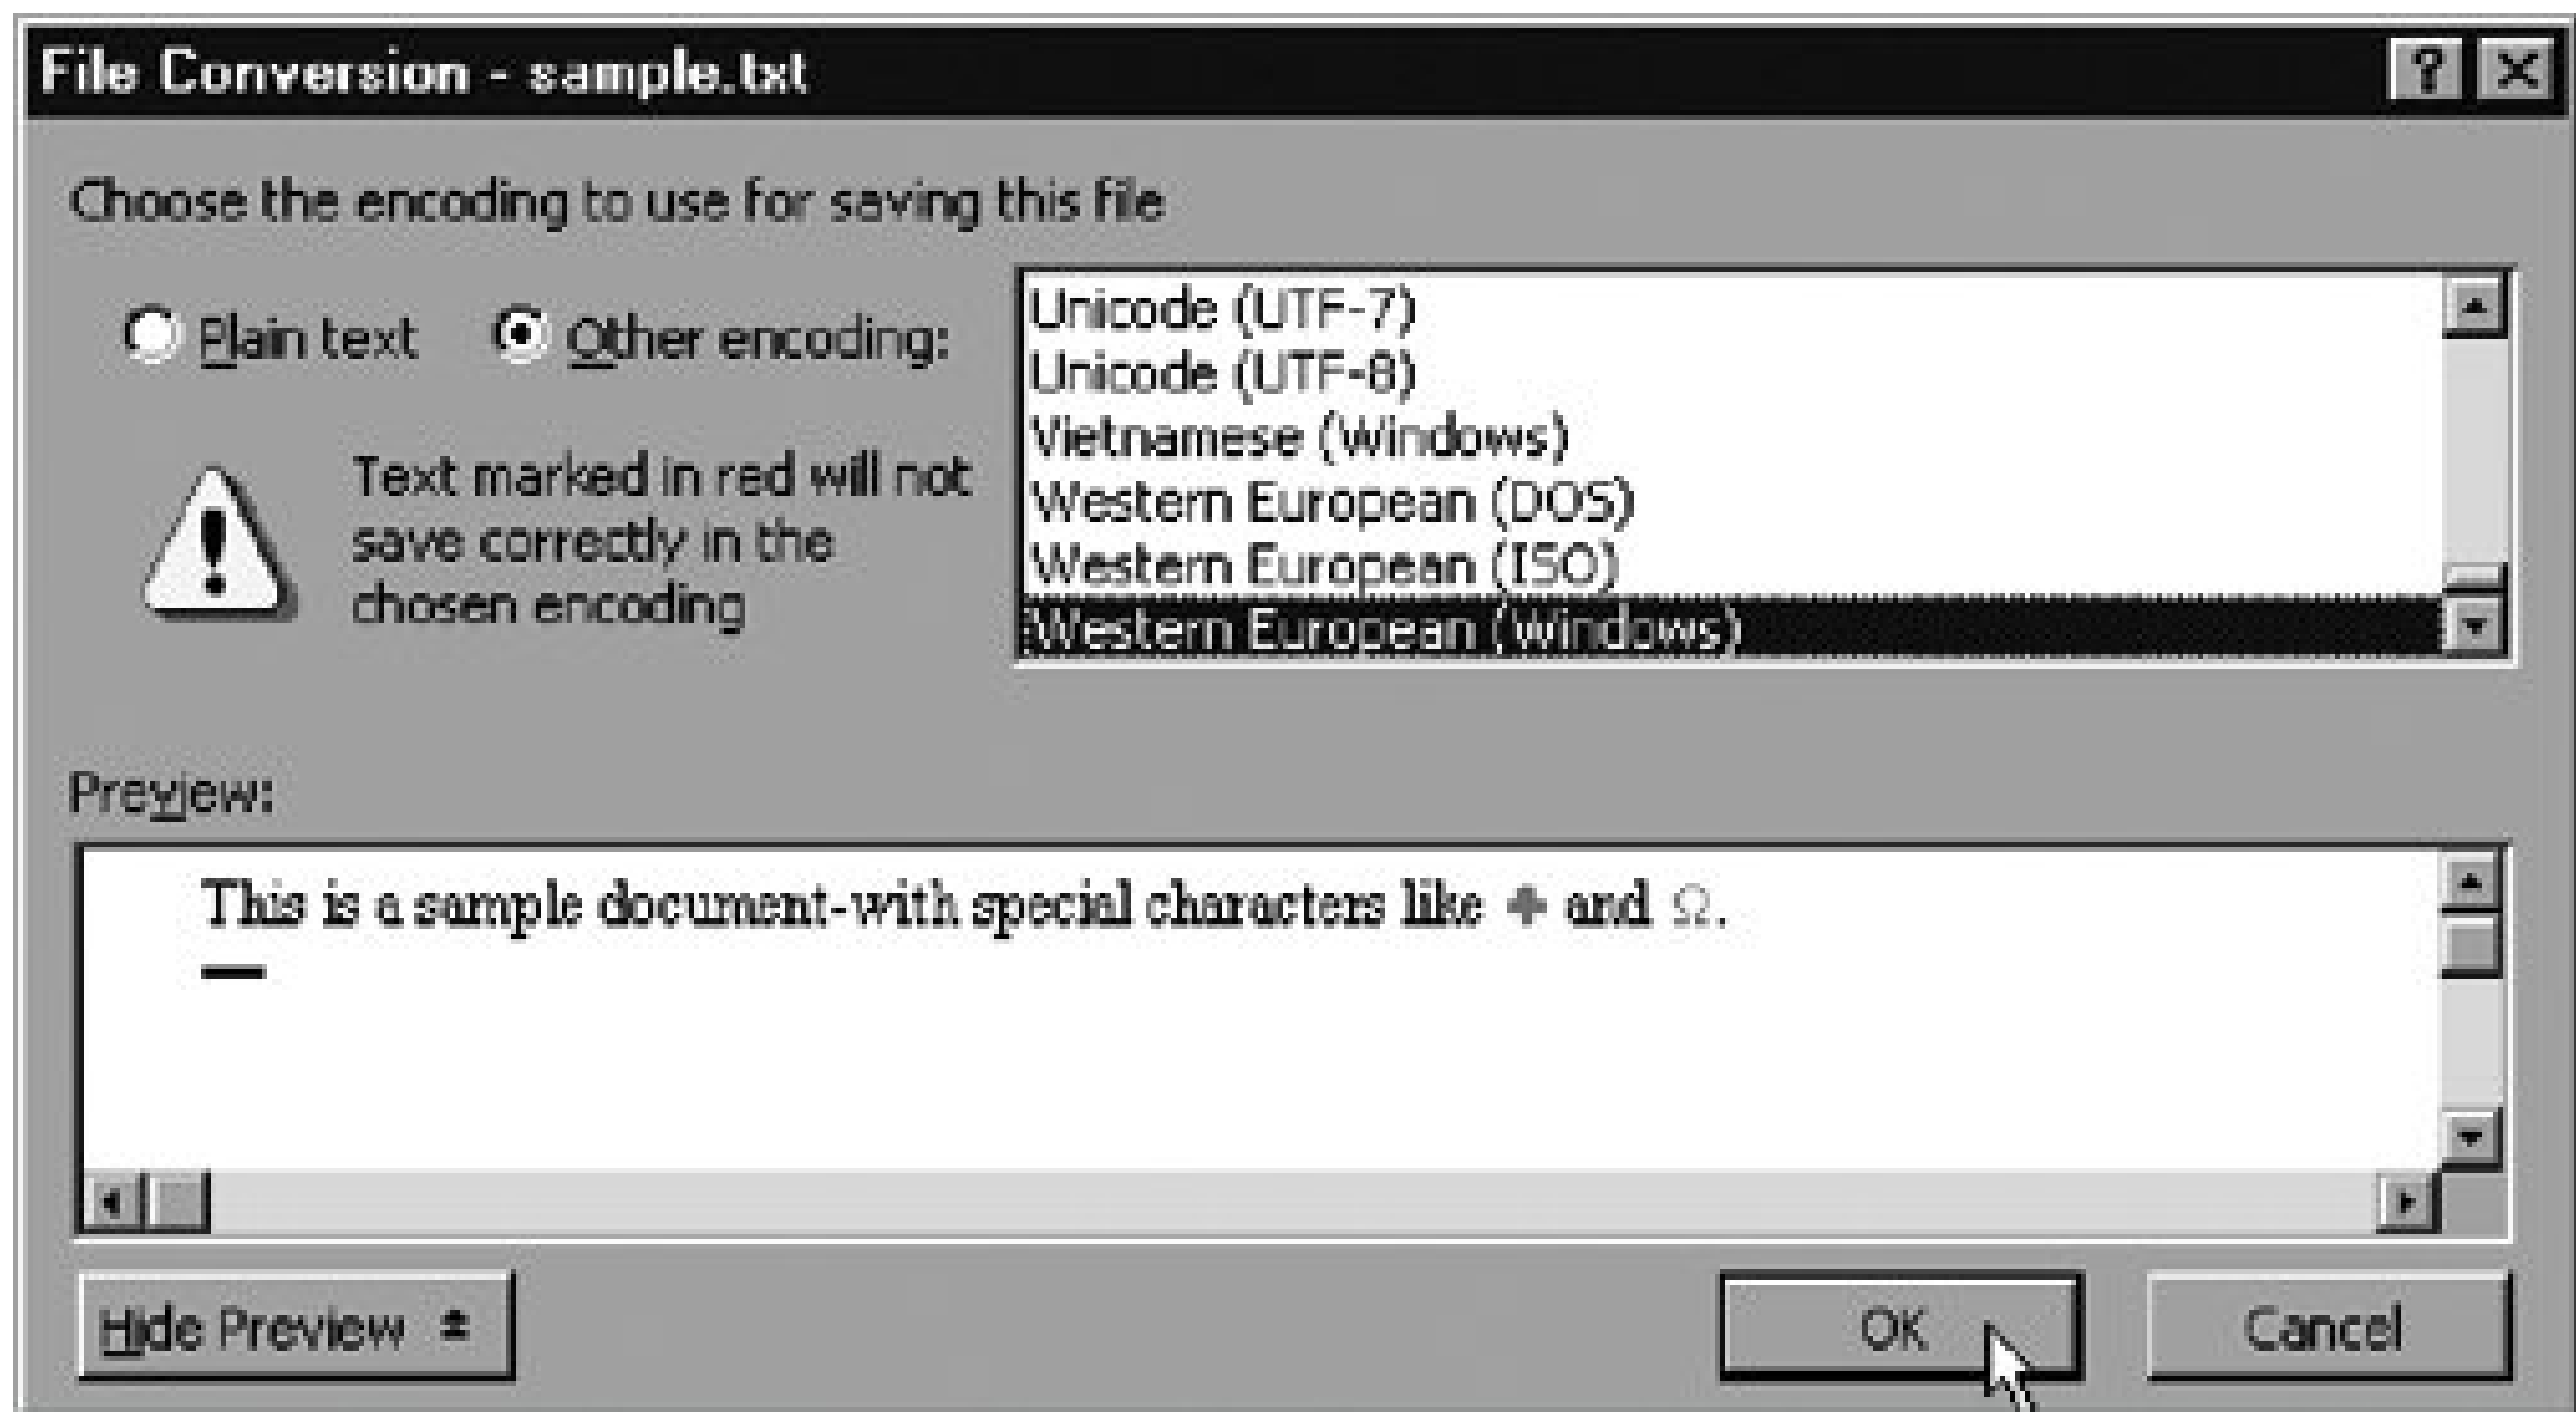 File Conversion - sample.txt
Choose the encoding to use for saving this file
Plain text
Other encoding:
Unicode (UTF-7)
Unicode (UTF-8)
Vietnamese (Windows)
Western European (DOS)
Western European (ISO)
Western European (Windows)
Text marked in red will not
save correctly in the
chosen encoding
Preview:
This is a sample document-with special characters like ✤ and Ω.
Hide Preview
OK
Cancel